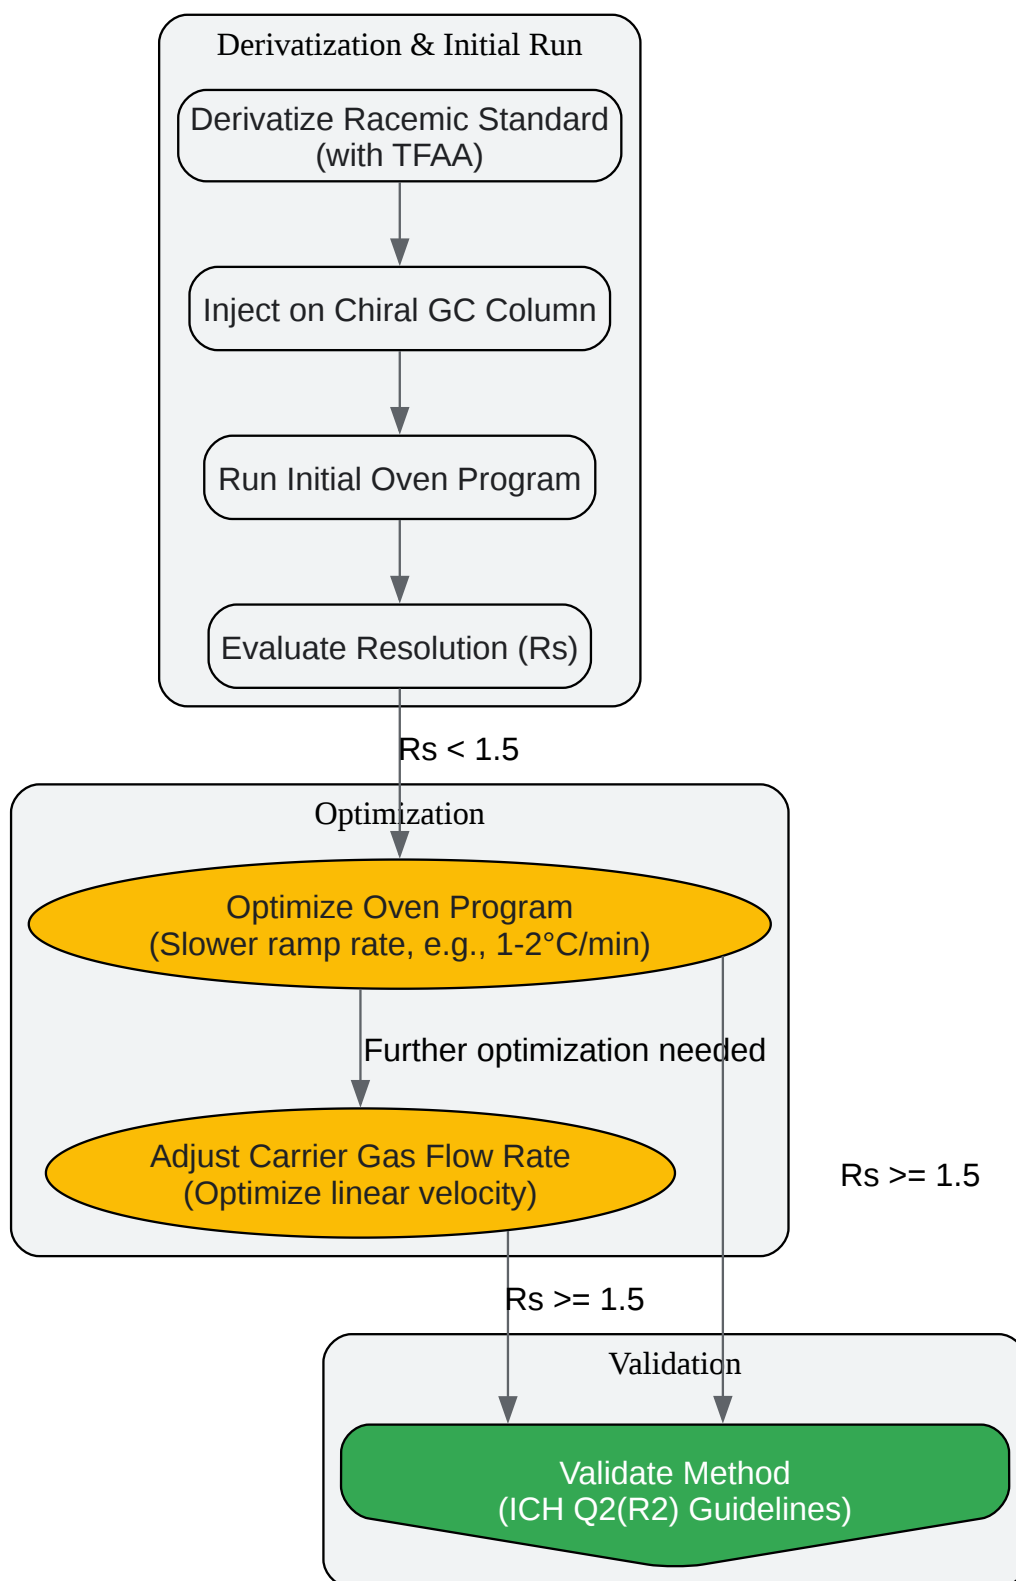 Derivatization & Initial Run
Derivatize Racemic Standard
(with TFAA)
Inject on Chiral GC Column
Run Initial Oven Program
Evaluate Resolution (Rs)
Rs < 1.5
Optimization
Optimize Oven Program
(Slower ramp rate, e.g., 1-2°C/min)
Further optimization needed
Adjust Carrier Gas Flow Rate
(Optimize linear velocity)
Rs >= 1.5
Rs >= 1.5
Validation
Validate Method
(ICH Q2(R2) Guidelines)